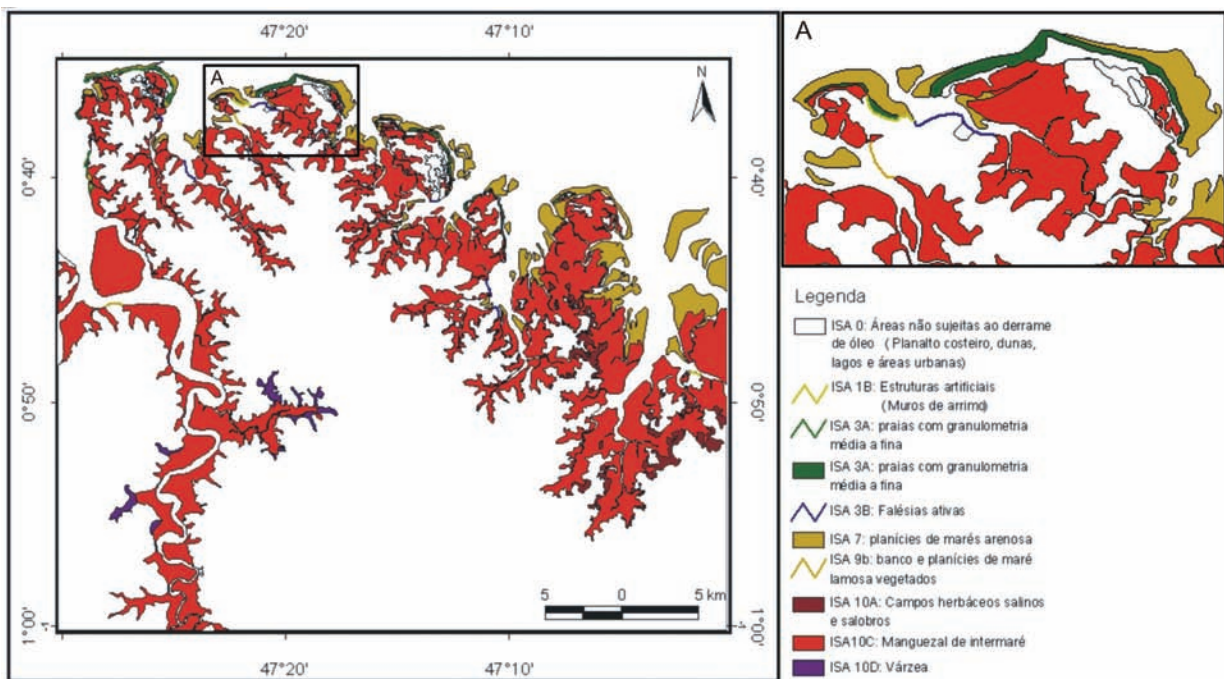 47°20'
47°10'
A
N
0°40'
0°50'
1°00'
0°40'
0°50'
1°00'
5 0 5 km
47°20'
47°10'
A
Legenda
ISA 0: Áreas não sujeitas ao derrame
de óleo ( Planalto costeiro, dunas,
lagos e áreas urbanas)
ISA 1B: Estruturas artificiais
(Muros de arrimo)
ISA 3A: praias com granulometria
média a fina
ISA 3A: praias com granulometria
média a fina
ISA 3B: Falésias ativas
ISA 7: planícies de marés arenosa
ISA 9b: banco e planícies de maré
lamosa vegetados
ISA 10A: Campos herbáceos salinos
e salobros
ISA10C: Manguezal de intermaré
ISA 10D: Várzea